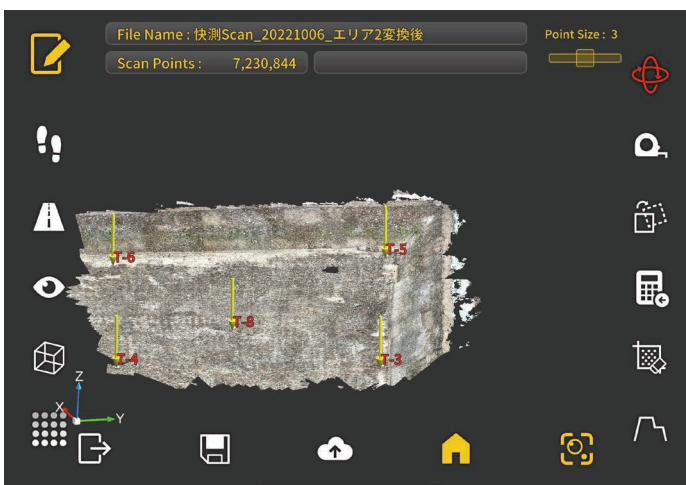 File Name : 快測Scan_20221006_エリア2変換後
Point Size : 3
Scan Points : 7,230,844
T-6
T-5
T-8
T-4
T-3
Z
X
Y